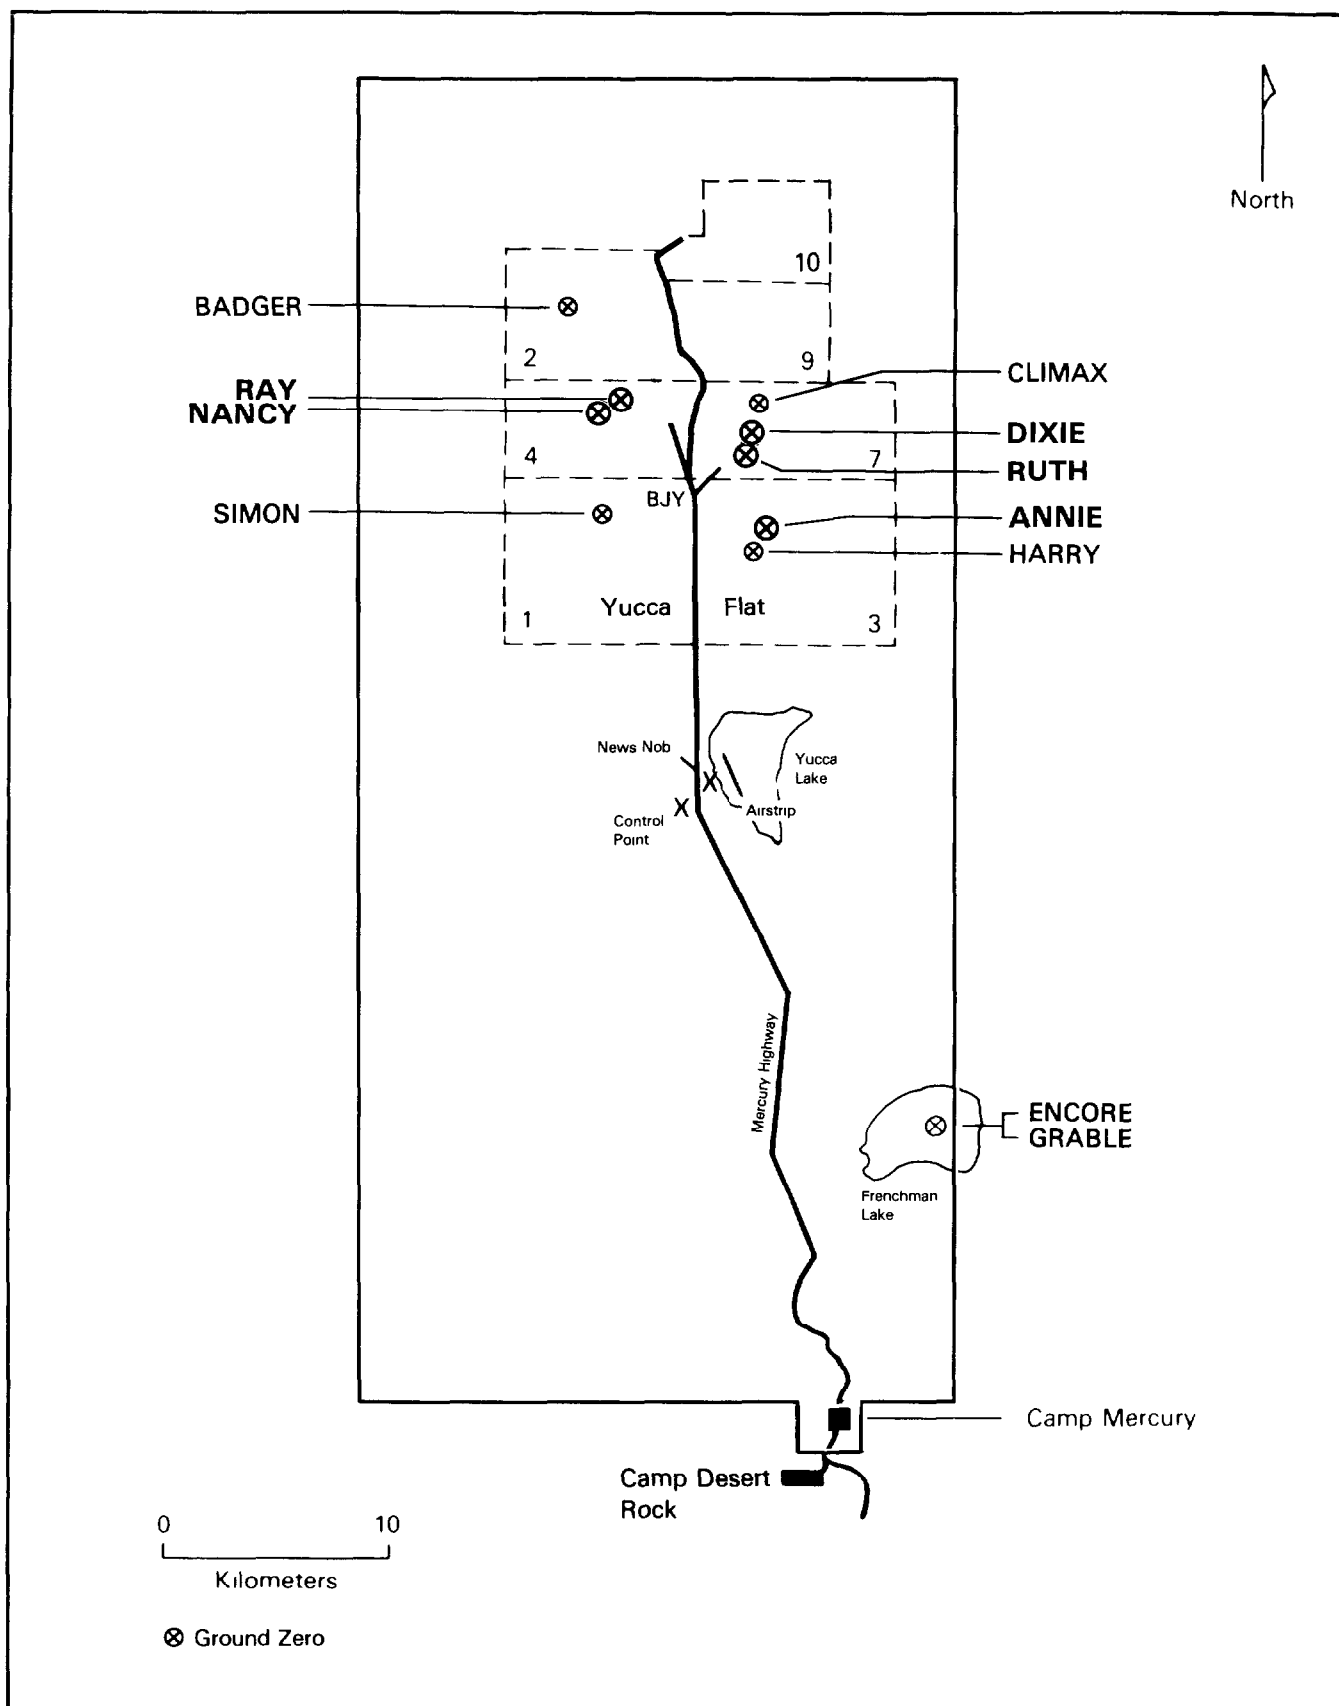 North
10
BADGER
2
9
CLIMAX
RAY
NANCY
DIXIE
4
7
RUTH
BJY
SIMON
ANNIE
HARRY
Yucca Flat
1
3
News Nob
Yucca
Lake
Airstrip
Control
Point
Mercury Highway
ENCORE
GRABLE
Frenchman
Lake
Camp Mercury
Camp Desert
Rock
0 10
Kilometers
Ground Zero